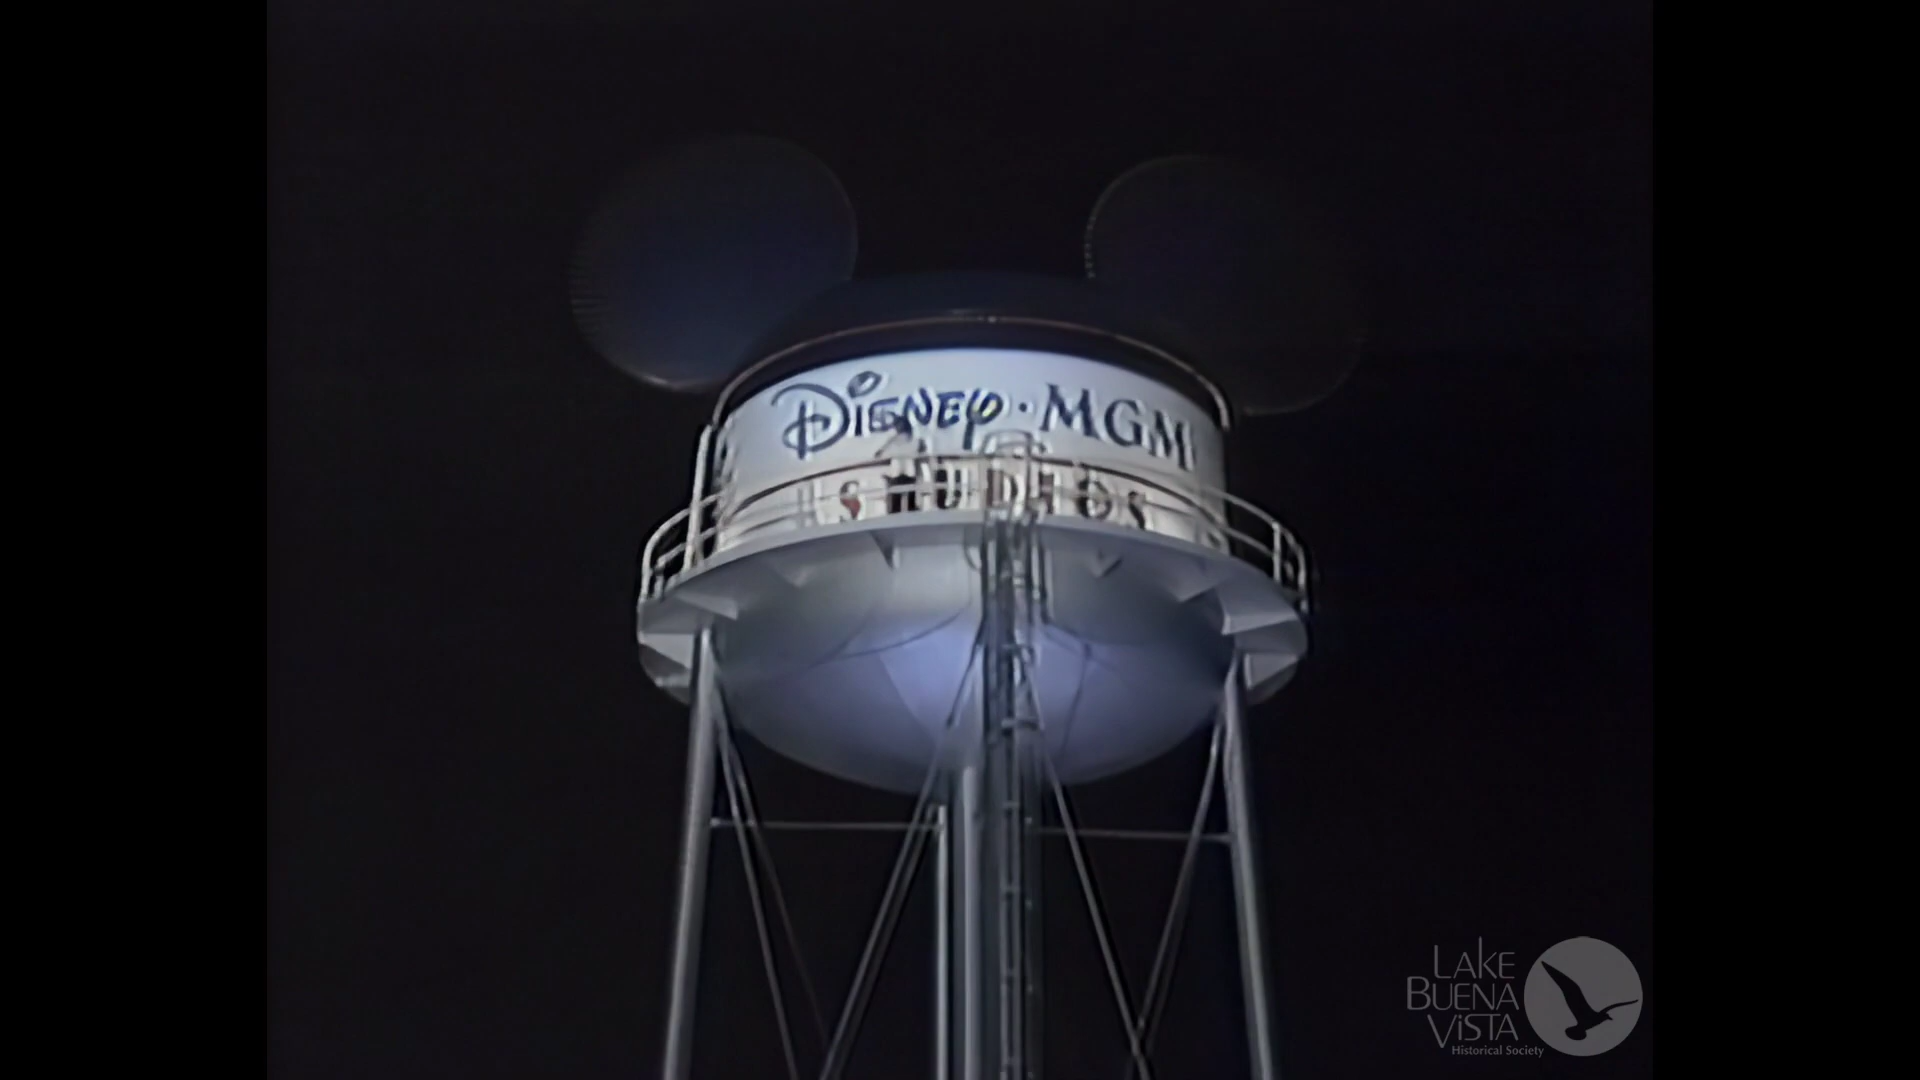 Disney · MGM
STUDIOS
LAKE
BUENA
VISTA
Historical Society